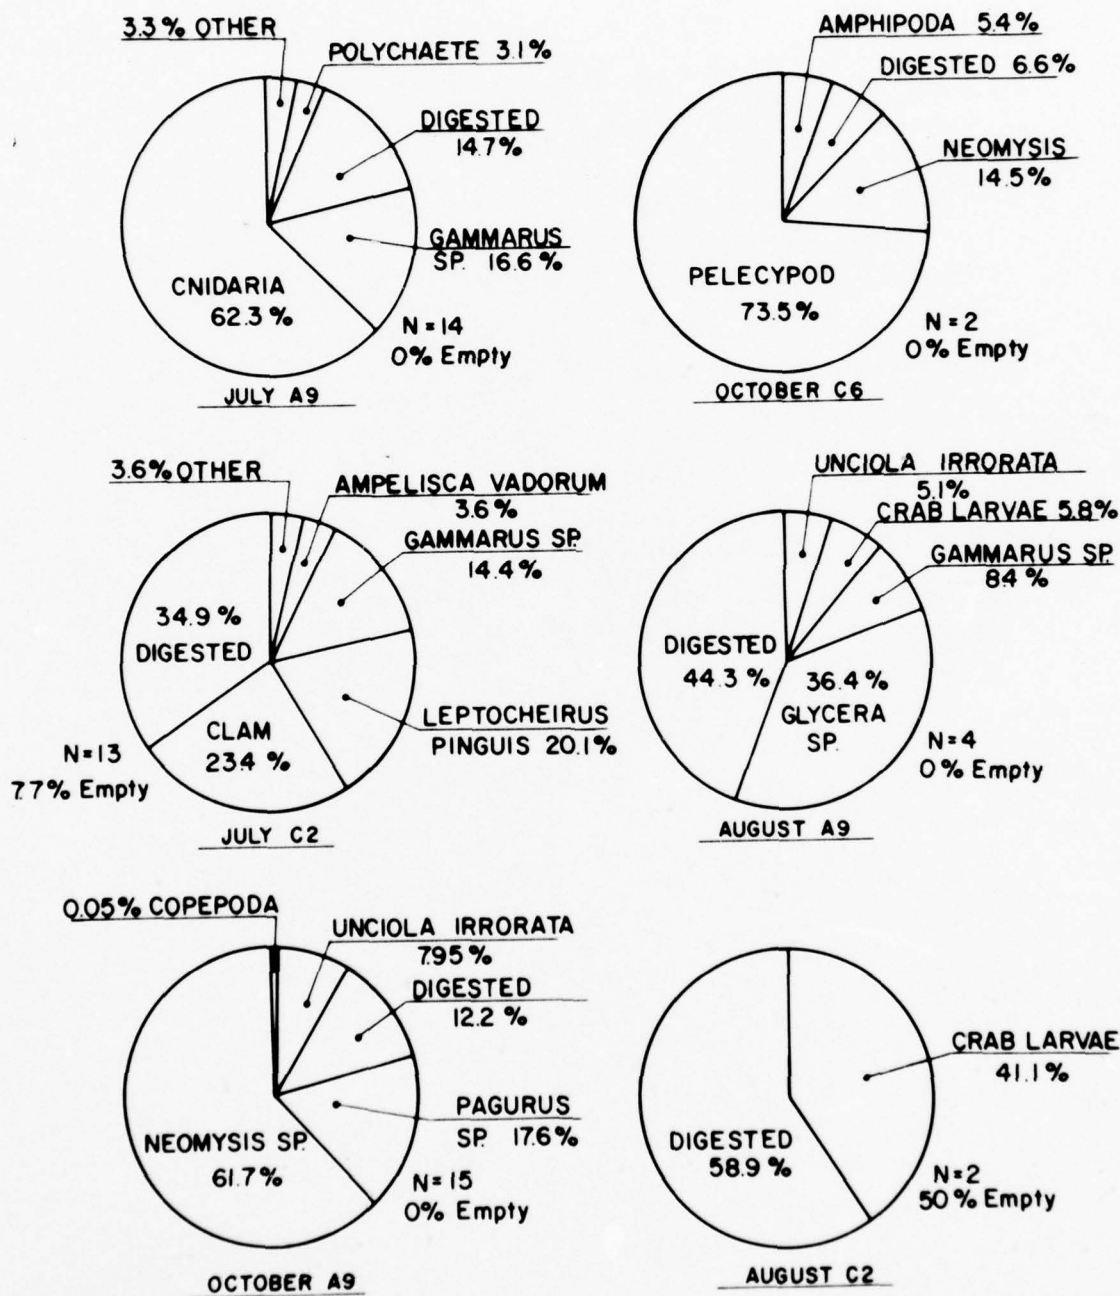 3.3% OTHER
POLYCHAETE 3.1%
DIGESTED
14.7%
GAMMARUS
SP. 16.6%
CNIDARIA
62.3%
N=14
0% Empty
JULY A9
AMPHIPODA 5.4%
DIGESTED 6.6%
NEOMYSIS
14.5%
PELECYPOD
73.5%
N=2
0% Empty
OCTOBER C6
3.6% OTHER
AMPELISCA VADORUM
3.6%
GAMMARUS SP.
14.4%
34.9%
DIGESTED
LEPTOCHEIRUS
PINGUIS 20.1%
CLAM
23.4%
N=13
7.7% Empty
JULY C2
UNCIOLA IRRORATA
5.1%
CRAB LARVAE 5.8%
GAMMARUS SP.
8.4%
DIGESTED
44.3%
36.4%
GLYCERA
SP.
N=4
0% Empty
AUGUST A9
0.05% COPEPODA
UNCIOLA IRRORATA
7.95%
DIGESTED
12.2%
PAGURUS
SP. 17.6%
NEOMYSIS SP.
61.7%
N=15
0% Empty
OCTOBER A9
CRAB LARVAE
41.1%
DIGESTED
58.9%
N=2
50% Empty
AUGUST C2